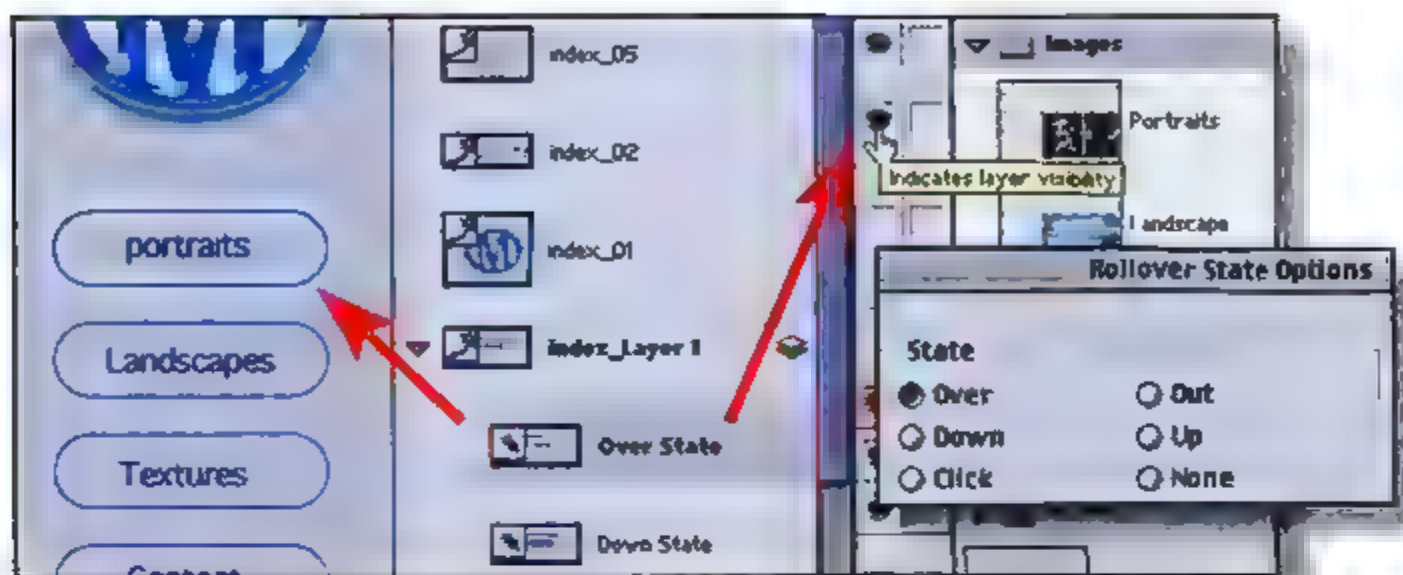 portraits
Landscapes
Textures
Content
index_05
index_02
index_01
Index_Layer 1
Over State
Down State
Images
Portraits
Indicates layer visibility
Landscape
Rollover State Options
State
Over
Out
Down
Up
Click
None